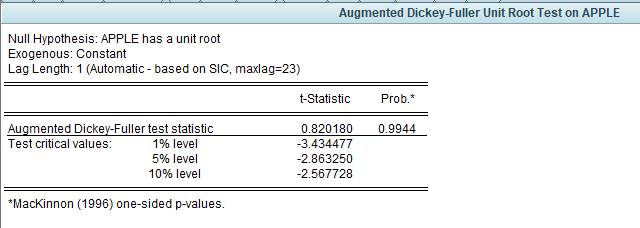 Augmented Dickey-Fuller Unit Root Test on APPLE
Null Hypothesis: APPLE has a unit root
Exogenous: Constant
Lag Length: 1 (Automatic - based on SIC, maxlag=23)
t-Statistic Prob.*
Augmented Dickey-Fuller test statistic 0.820180 0.9944
Test critical values: 1% level -3.434477
5% level -2.863250
10% level -2.567728
*MacKinnon (1996) one-sided p-values.